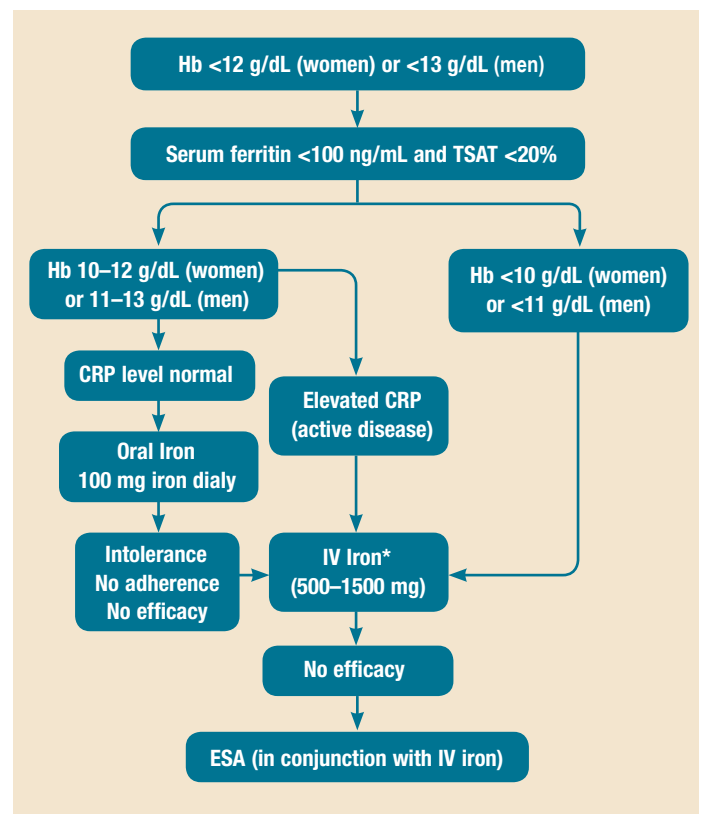 Hb <12 g/dL (women) or <13 g/dL (men)
Serum ferritin <100 ng/mL and TSAT <20%
Hb 10–12 g/dL (women)
or 11–13 g/dL (men)
Hb <10 g/dL (women)
or <11 g/dL (men)
CRP level normal
Elevated CRP
(active disease)
Oral Iron
100 mg iron dialy
Intolerance
No adherence
No efficacy
IV Iron*
(500–1500 mg)
No efficacy
ESA (in conjunction with IV iron)